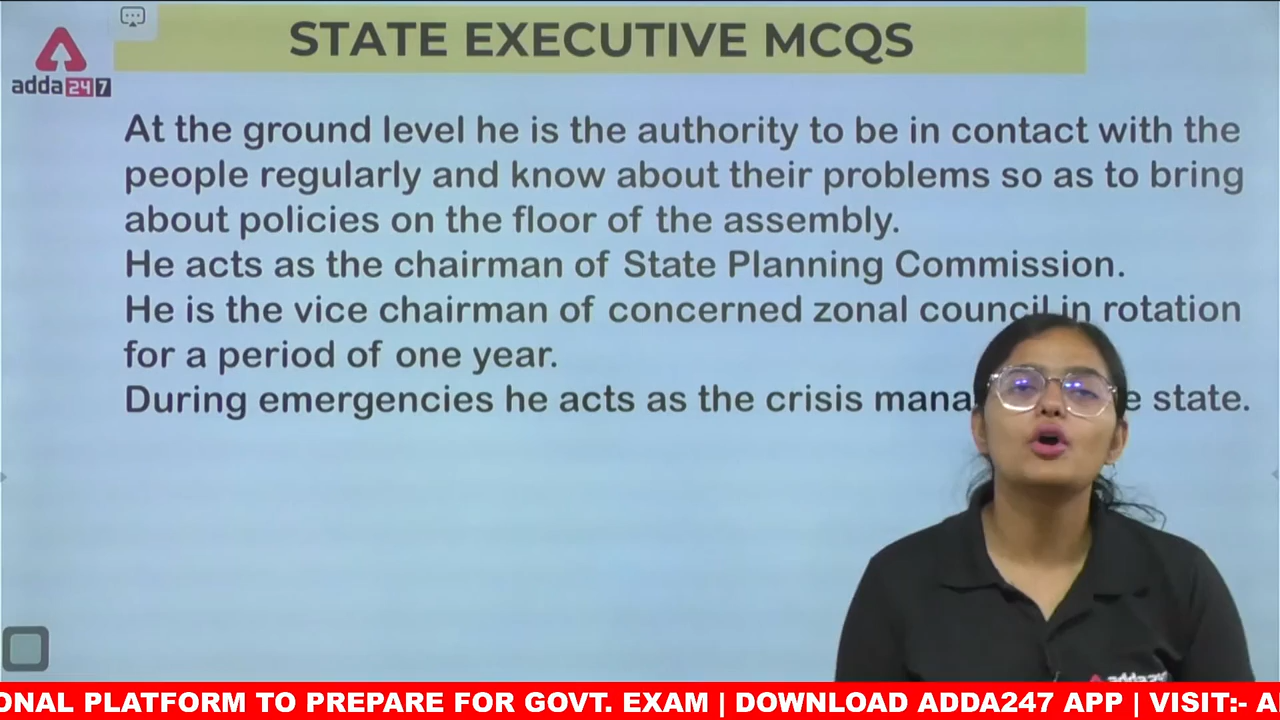 STATE EXECUTIVE MCQS
adda247
At the ground level he is the authority to be in contact with the
people regularly and know about their problems so as to bring
about policies on the floor of the assembly.
He acts as the chairman of State Planning Commission.
He is the vice chairman of concerned zonal council in rotation
for a period of one year.
During emergencies he acts as the crisis state.
adda247
ONAL PLATFORM TO PREPARE FOR GOVT. EXAM | DOWNLOAD ADDA247 APP | VISIT:- A